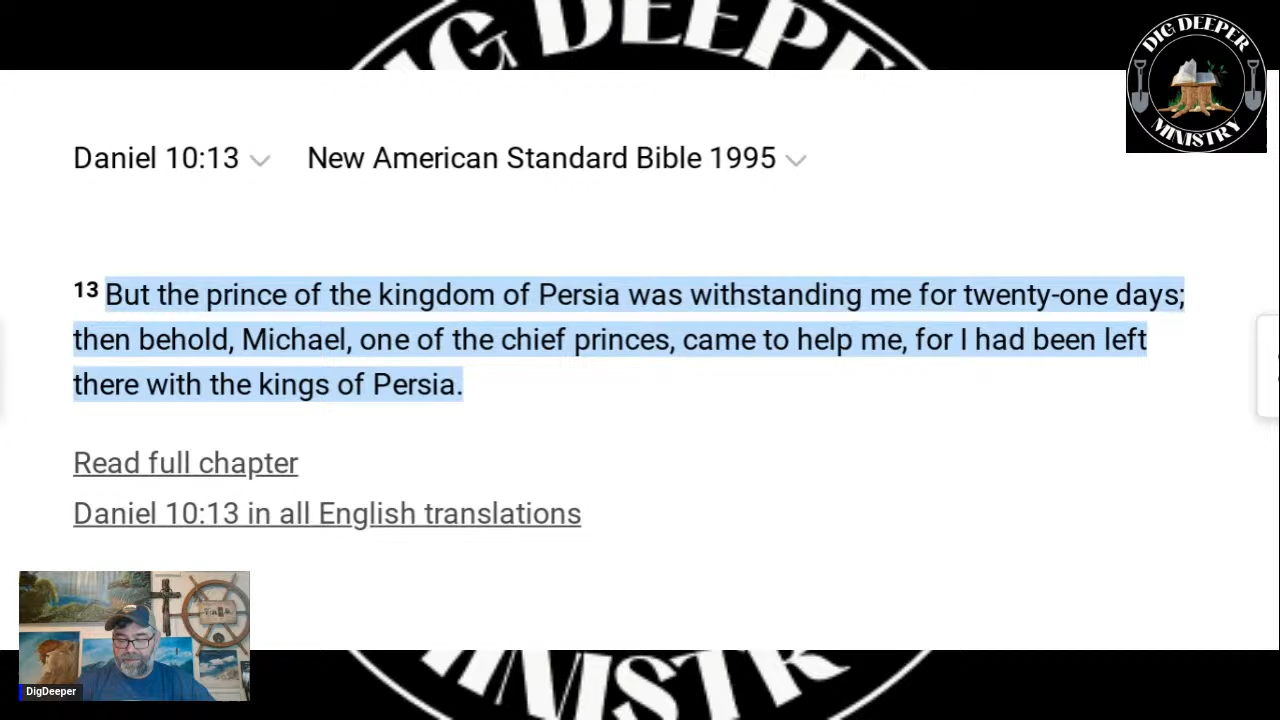 DIG DEEPER
DIG DEEPER
MINISTRY
Daniel 10:13 New American Standard Bible 1995
13 But the prince of the kingdom of Persia was withstanding me for twenty-one days;
then behold, Michael, one of the chief princes, came to help me, for I had been left
there with the kings of Persia.
Read full chapter
Daniel 10:13 in all English translations
DigDeeper
MINISTR